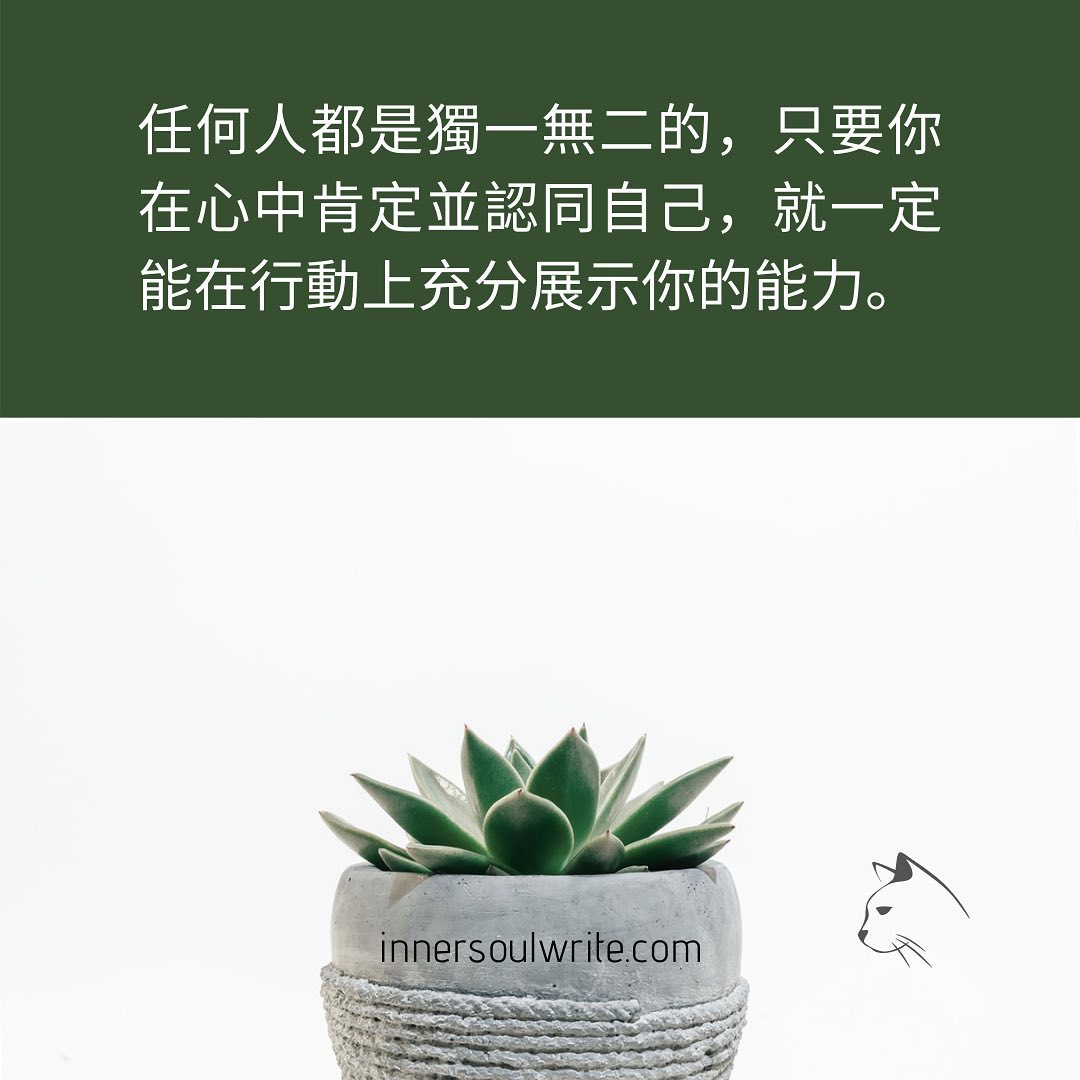 任何人都是獨一無二的，只要你
在心中肯定並認同自己，就一定
能在行動上充分展示你的能力。
innersoulwrite.com